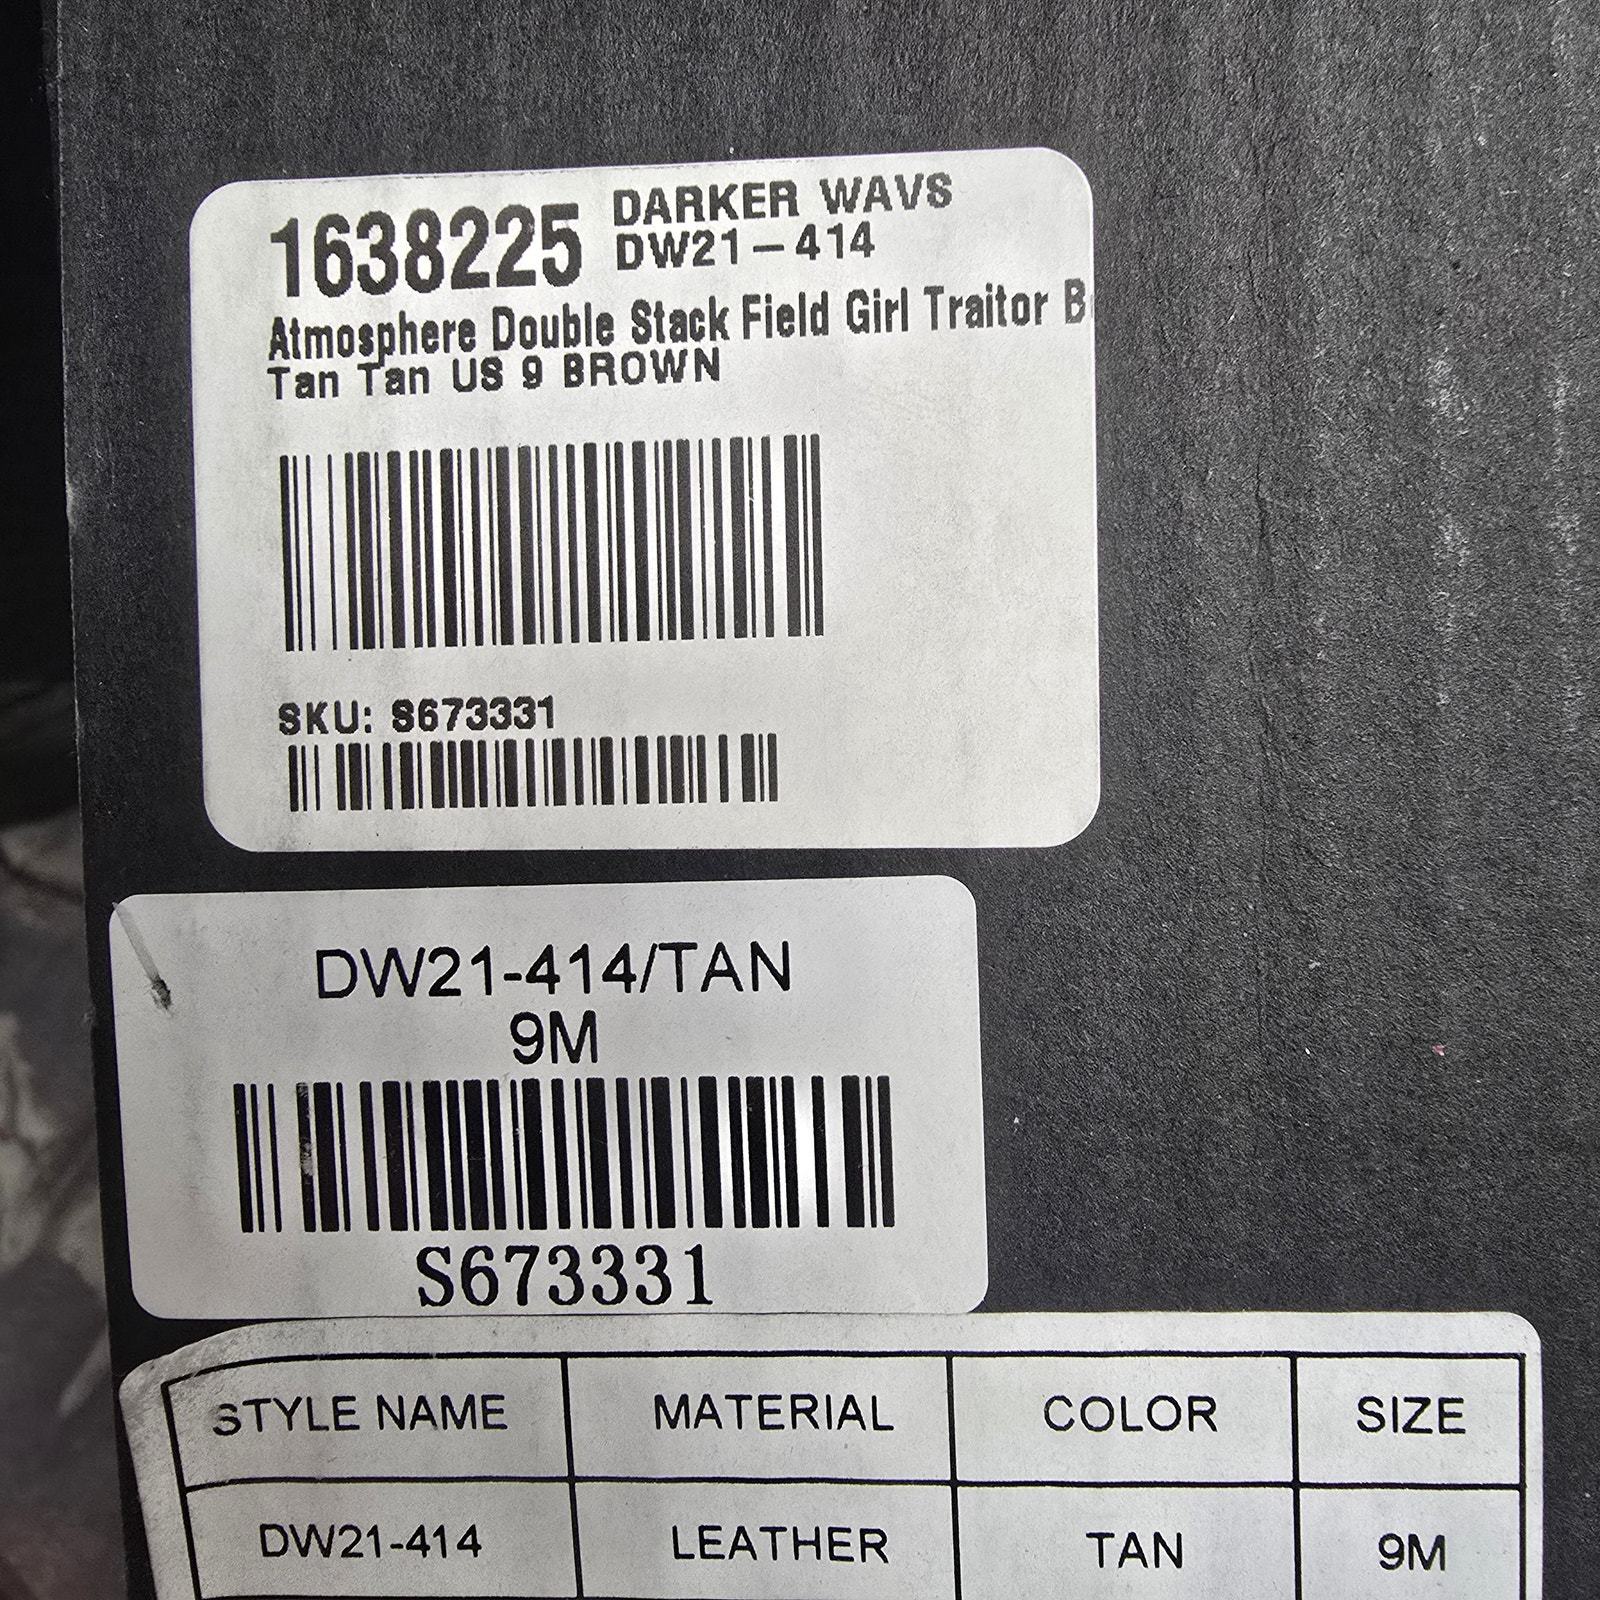 1638225
DARKER WAVS
DW21-414
Atmosphere Double Stack Field Girl Traitor B
Tan Tan US 9 BROWN
SKU: S673331
DW21-414/TAN
9M
S673331
STYLE NAME MATERIAL COLOR SIZE
DW21-414 LEATHER TAN 9M